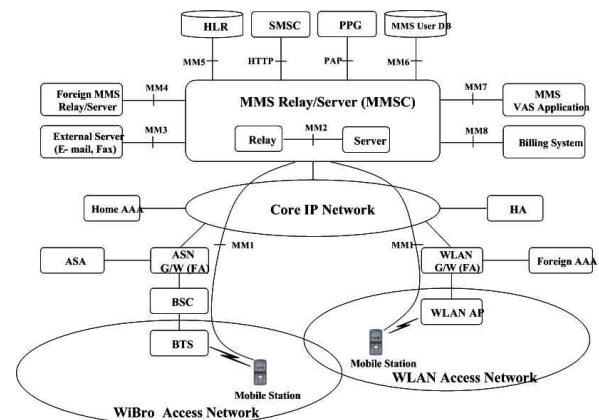 HLR
SMSC
PPG
MMS User DB
MM5
HTTP
PAP
MM6
Foreign MMS
Relay/Server
MM4
MMS Relay/Server (MMSC)
MM7
MMS
VAS Application
External Server
(E- mail, Fax)
MM3
Relay
MM2
Server
MM8
Billing System
Home AAA
Core IP Network
HA
ASA
ASN
G/W (FA)
MM1
MM1
WLAN
G/W (FA)
Foreign AAA
BSC
WLAN AP
BTS
Mobile Station
WLAN Access Network
Mobile Station
WiBro Access Network